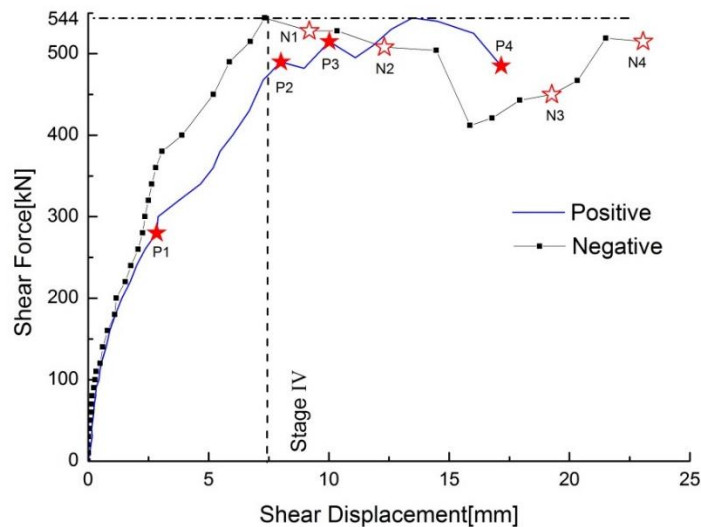 544
500
400
300
200
100
0
Shear Force[kN]
N1
P2
P3
N2
P4
N3
N4
P1
Positive
Negative
Stage IV
0
5
10
15
20
25
Shear Displacement[mm]